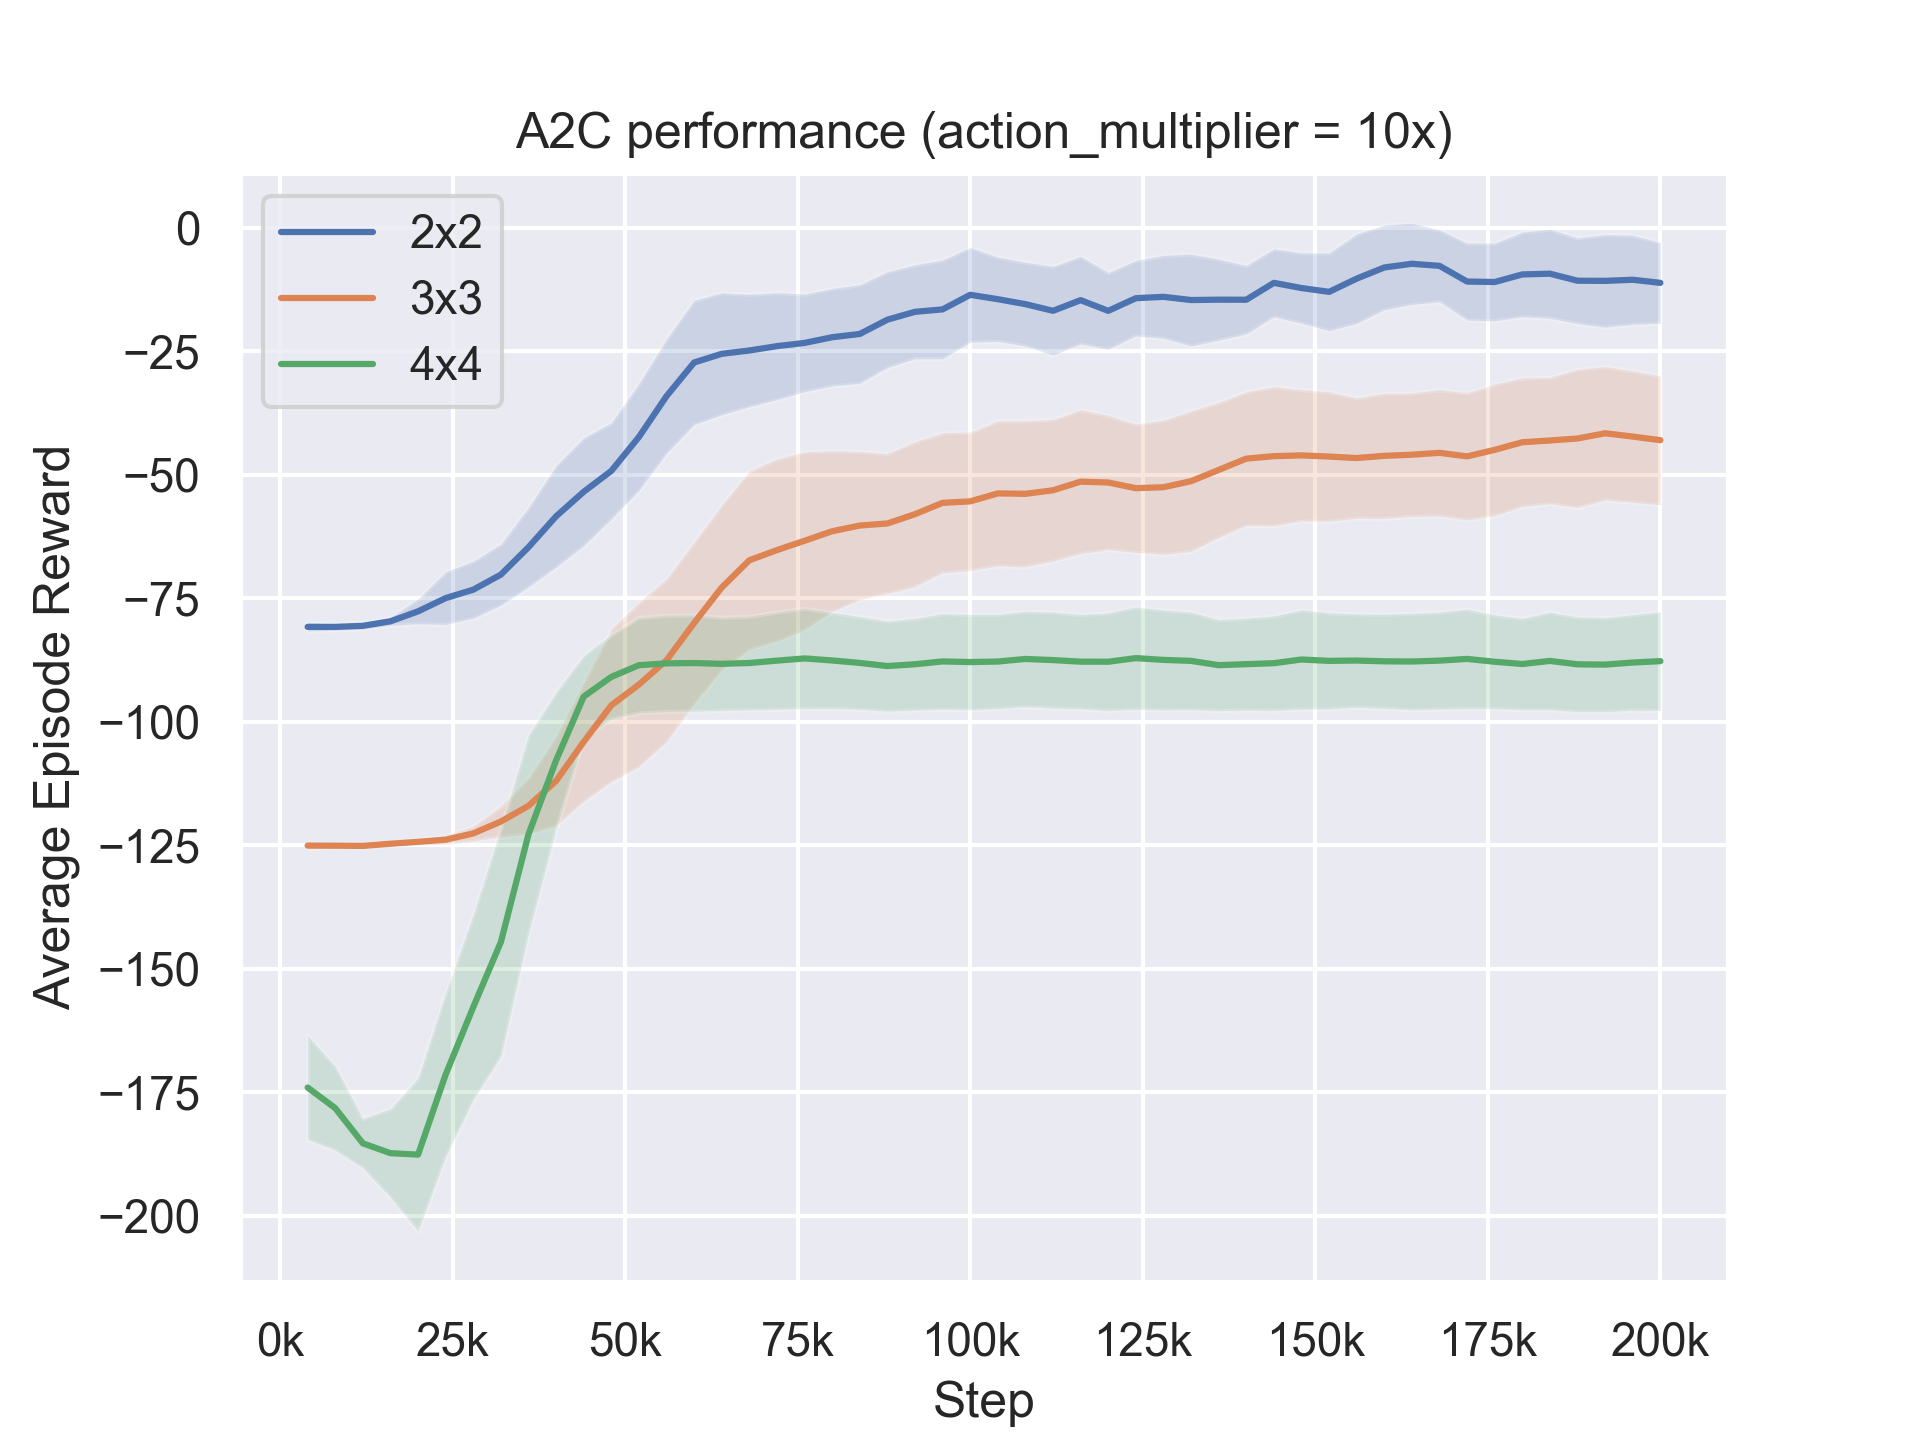 A2C performance (action_multiplier = 10x)
2x2
3x3
4x4
Average Episode Reward
0
−25
−50
−75
−100
−125
−150
−175
−200
0k 25k 50k 75k 100k 125k 150k 175k 200k
Step